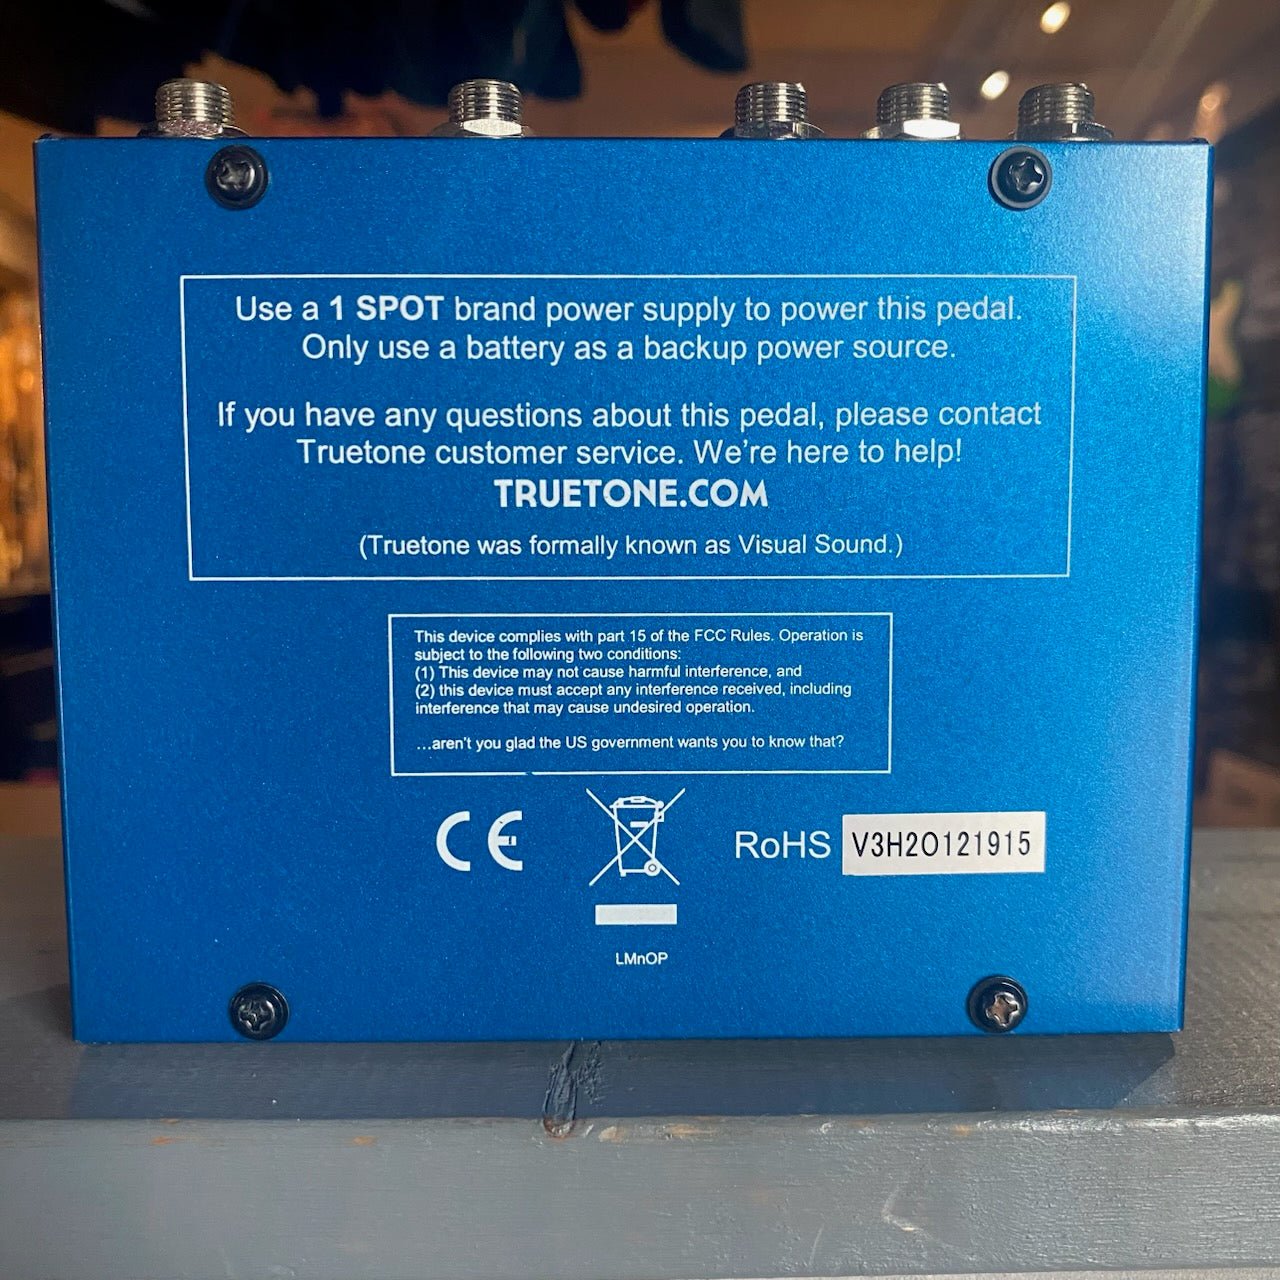 Use a 1 SPOT brand power supply to power this pedal.
Only use a battery as a backup power source.
If you have any questions about this pedal, please contact
Truetone customer service. We're here to help!
TRUETONE.COM
(Truetone was formally known as Visual Sound.)
This device complies with part 15 of the FCC Rules. Operation is
subject to the following two conditions:
(1) This device may not cause harmful interference, and
(2) this device must accept any interference received, including
interference that may cause undesired operation.
...aren't you glad the US government wants you to know that?
CE
RoHS V3H2O121915
LMnOP